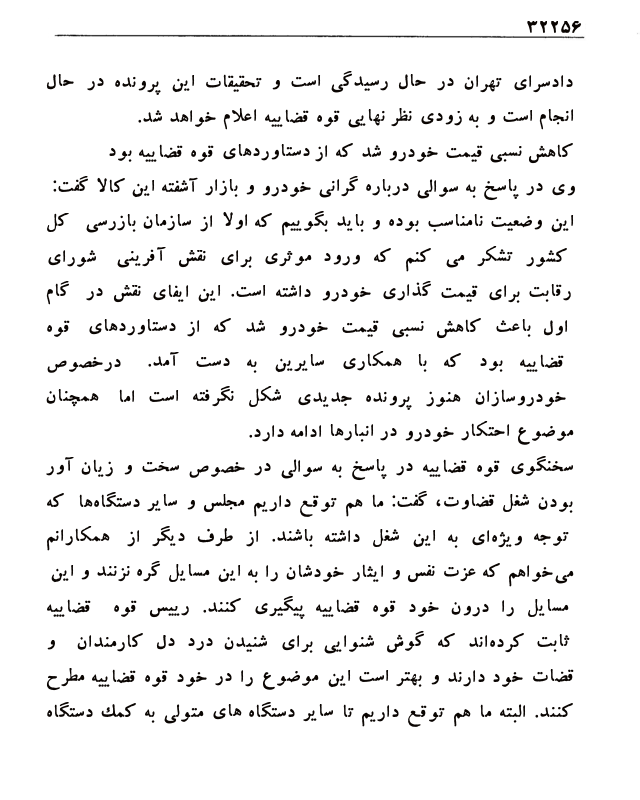 ۳۲۲۵۶
دادسرای تهران در حال رسیدگی است و تحقیقات این پرونده در حال
انجام است و به زودی نظر نهایی قوه قضاییه اعلام خواهد شد.
کاهش نسبی قیمت خودرو شد که از دستاوردهای قوه قضاییه بود
وی در پاسخ به سوالی درباره گرانی خودرو و بازار آشفته این کالا گفت:
این وضعیت نامناسب بوده و باید بگوییم که اولا از سازمان بازرسی کل
کشور تشکر می کنم که ورود موثری برای نقش آفرینی شورای
رقابت برای قیمت گذاری خودرو داشته است. این ایفای نقش در گام
اول باعث کاهش نسبی قیمت خودرو شد که از دستاوردهای قوه
قضاییه بود که با همکاری سایرین به دست آمد. درخصوص
خودروسازان هنوز پرونده جدیدی شکل نگرفته است اما همچنان
موضوع احتکار خودرو در انبارها ادامه دارد.
سخنگوی قوه قضاییه در پاسخ به سوالی در خصوص سخت و زیان آور
بودن شغل قضاوت، گفت: ما هم توقع داریم مجلس و سایر دستگاه‌ها که
توجه ویژه‌ای به این شغل داشته باشند. از طرف دیگر از همکارانم
می‌خواهم که عزت نفس و ایثار خودشان را به این مسایل گره نزنند و این
مسایل را درون خود قوه قضاییه پیگیری کنند. رییس قوه قضاییه
ثابت کرده‌اند که گوش شنوایی برای شنیدن درد دل کارمندان و
قضات خود دارند و بهتر است این موضوع را در خود قوه قضاییه مطرح
کنند. البته ما هم توقع داریم تا سایر دستگاه های متولی به کمك دستگاه